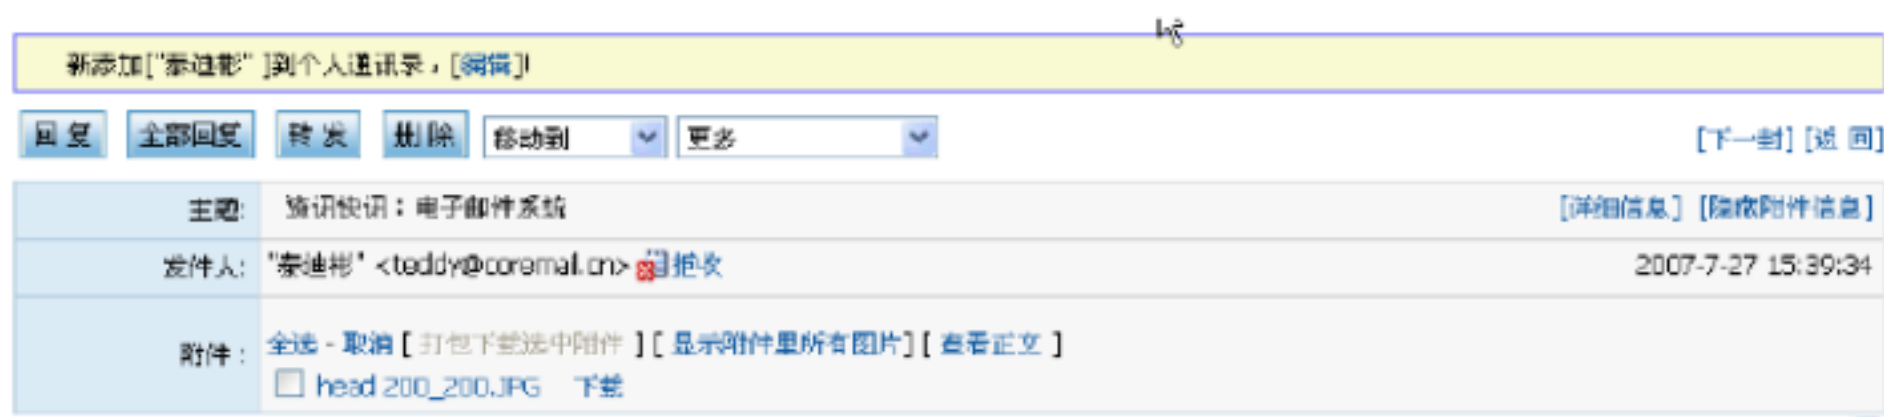 新添加["秦迪彬" ]到个人通讯录，[编辑]!
回 复 全部回复 转 发 删 除 移动到 更多 [下一封] [返 回]
主题: 资讯快讯：电子邮件系统 [详细信息] [隐藏附件信息]
发件人: "秦迪彬" <teddy@coremail.cn> 拒收 2007-7-27 15:39:34
附件： 全选 - 取消 [ 打包下载选中附件 ] [ 显示附件里所有图片] [ 查看正文 ]
head 200_200.JPG 下载